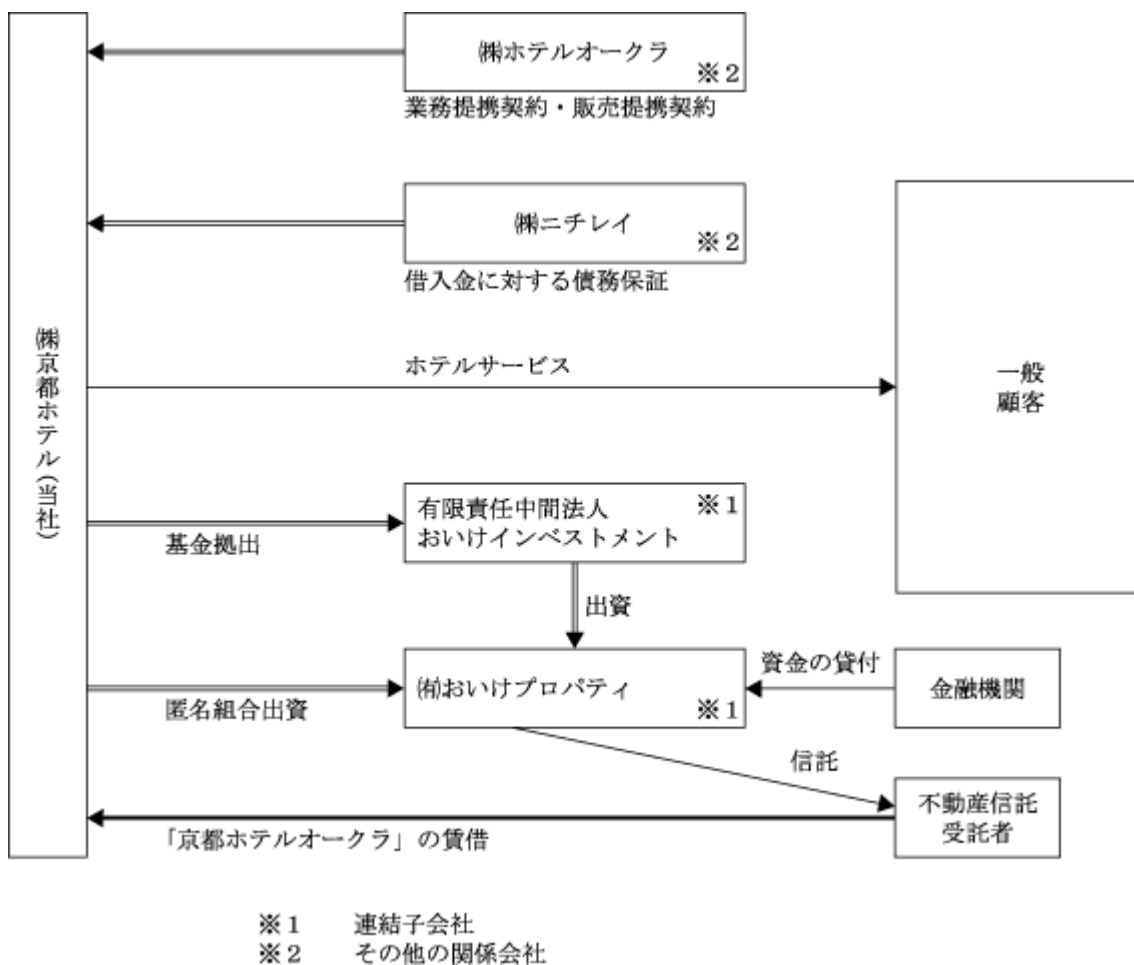 ㈱ホテルオークラ
※2
業務提携契約・販売提携契約
㈱ニチレイ
※2
借入金に対する債務保証
㈱京都ホテル(当社)
ホテルサービス
一般
顧客
有限責任中間法人
おいけインベストメント
※1
基金拠出
出資
㈲おいけプロパティ
※1
資金の貸付
金融機関
匿名組合出資
信託
不動産信託
受託者
「京都ホテルオークラ」の賃借
※1 連結子会社
※2 その他の関係会社